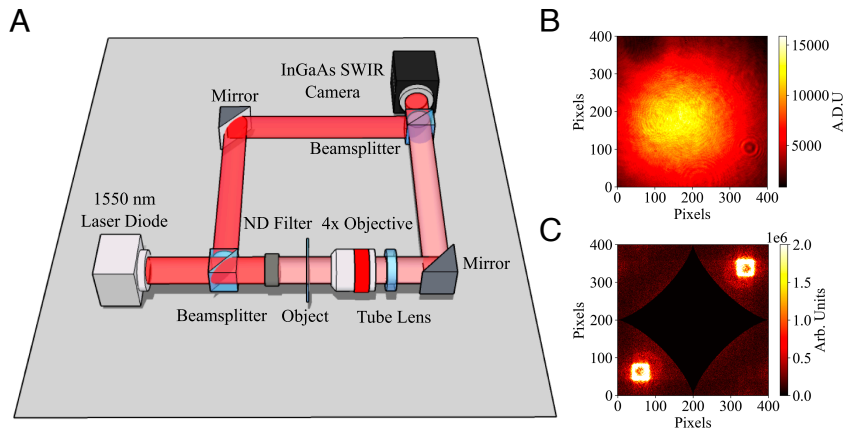 A
InGaAs SWIR
Camera
Mirror
Beamsplitter
1550 nm
Laser Diode
ND Filter
4x Objective
Mirror
Beamsplitter
Object
Tube Lens
B
400
300
200
100
0
Pixels
0 100 200 300 400
Pixels
15000
10000
5000
A.D.U
C
400
300
200
100
0
Pixels
0 100 200 300 400
Pixels
1e6
2.0
1.5
1.0
0.5
0.0
Arb. Units